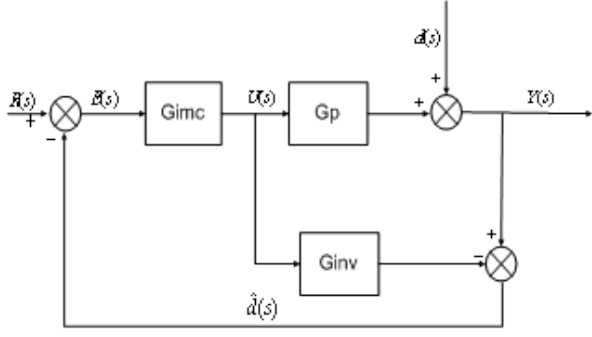 d(s)
+
R(s)
+
−
E(s)
Gimc
U(s)
Gp
+
Y(s)
+
−
Ginv
d̂(s)